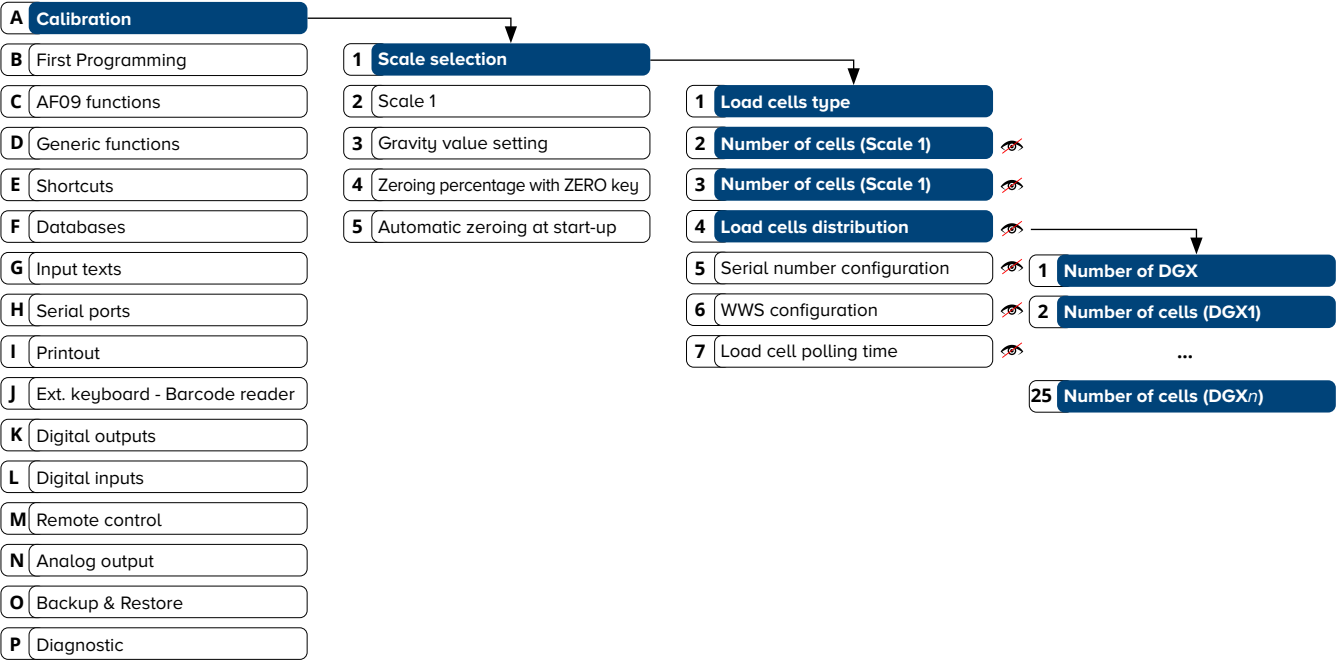 A Calibration
B First Programming
C AF09 functions
D Generic functions
E Shortcuts
F Databases
G Input texts
H Serial ports
I Printout
J Ext. keyboard - Barcode reader
K Digital outputs
L Digital inputs
M Remote control
N Analog output
O Backup & Restore
P Diagnostic
1 Scale selection
2 Scale 1
3 Gravity value setting
4 Zeroing percentage with ZERO key
5 Automatic zeroing at start-up
1 Load cells type
2 Number of cells (Scale 1)
3 Number of cells (Scale 1)
4 Load cells distribution
5 Serial number configuration
6 WWS configuration
7 Load cell polling time
1 Number of DGX
2 Number of cells (DGX1)
...
25 Number of cells (DGXn)